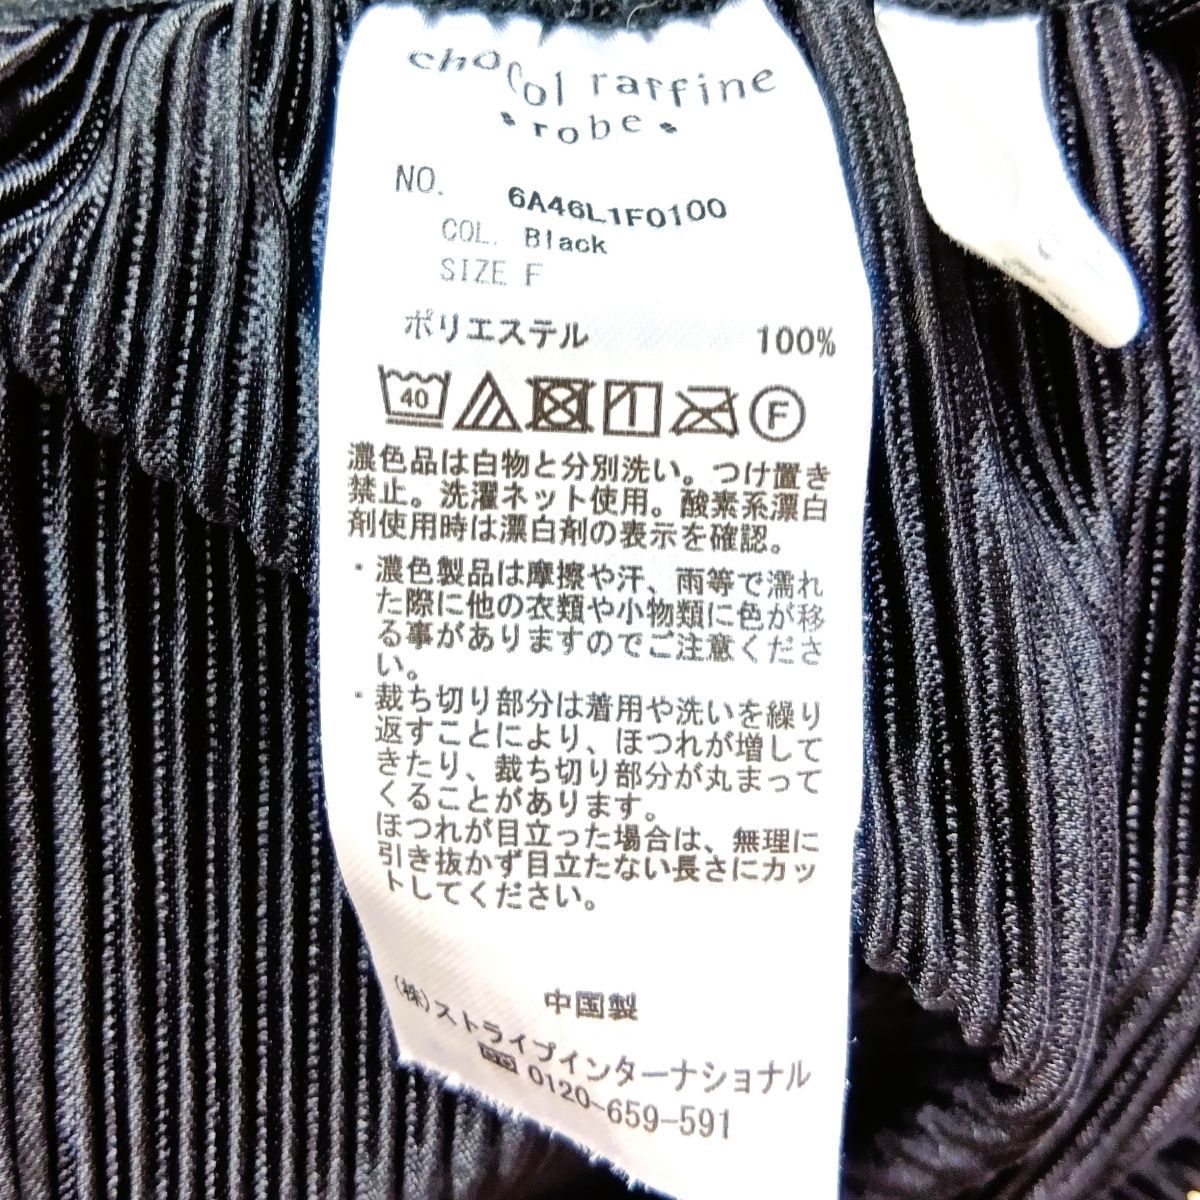 chocol raffine
robe
NO. 6A46L1F0100
COL. Black
SIZE F
ポリエステル 100%
40 F
濃色品は白物と分別洗い。つけ置き
禁止。洗濯ネット使用。酸素系漂白
剤使用時は漂白剤の表示を確認。
・濃色製品は摩擦や汗、雨等で濡れ
た際に他の衣類や小物類に色が移
る事がありますのでご注意くださ
い。
・裁ち切り部分は着用や洗いを繰り
返すことにより、ほつれが増して
きたり、裁ち切り部分が丸まって
くることがあります。
ほつれが目立った場合は、無理に
引き抜かず目立たない長さにカッ
トしてください。
中国製
(株)ストライプインターナショナル
0120-659-591